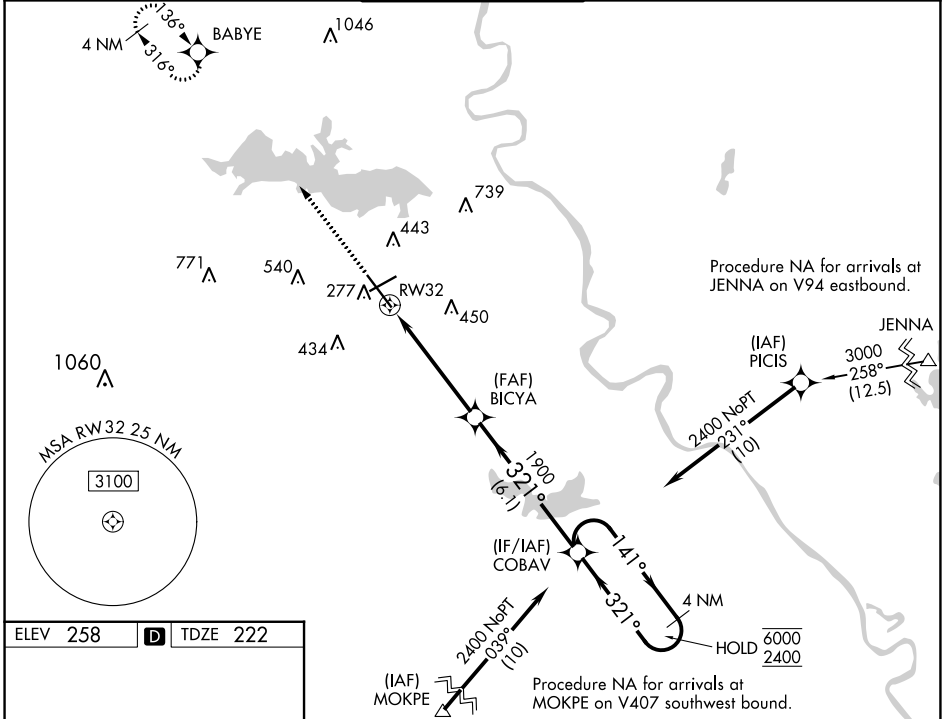 136°
4 NM
316°
BABYE
1046
739
443
771
540
277
RW32
450
434
1060
Procedure NA for arrivals at
JENNA on V94 eastbound.
JENNA
(IAF)
PICIS
3000
258°
(12.5)
2400 NoPT
231°
(10)
(FAF)
BICYA
MSA RW32 25 NM
3100
1900
321°
(6.1)
(IF/IAF)
COBAV
141°
321°
4 NM
HOLD
6000
2400
2400 NoPT
039°
(10)
(IAF)
MOKPE
Procedure NA for arrivals at
MOKPE on V407 southwest bound.
ELEV 258 D TDZE 222